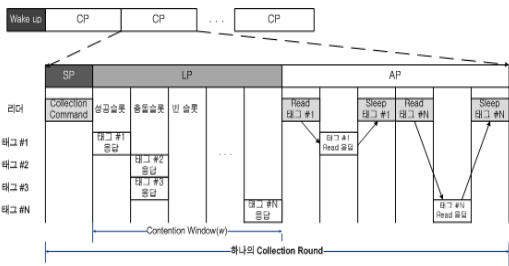 Wake up CP CP ... CP
SP LP AP
리더 Collection Command 성공슬롯 충돌슬롯 빈 슬롯 Read 태그 #1 Sleep 태그 #1 Read 태그 #N Sleep 태그 #N
태그 #1 태그 #1 응답 태그 #1 Read 응답
태그 #2 태그 #2 응답 ...
태그 #3 태그 #3 응답
태그 #N 태그 #N 응답 태그 #N Read 응답
Contention Window(w)
하나의 Collection Round